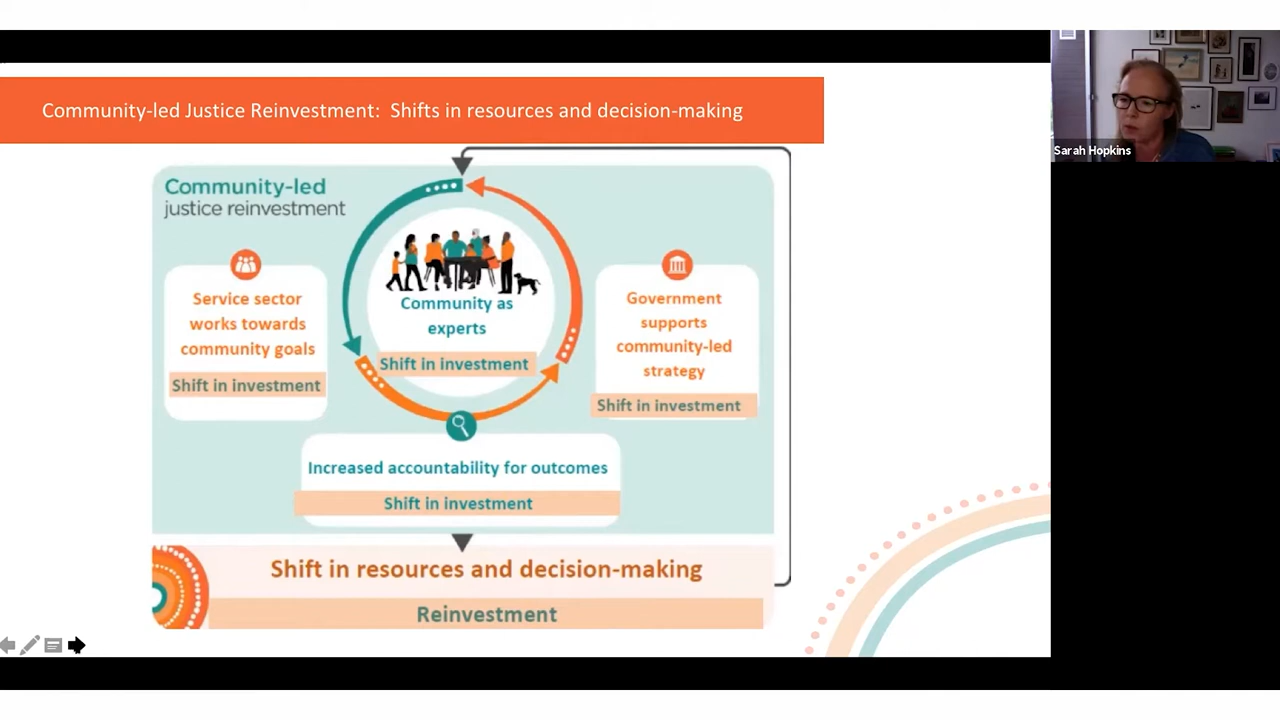 Community-led Justice Reinvestment: Shifts in resources and decision-making
Sarah Hopkins
Community-led
justice reinvestment
Service sector
works towards
community goals
Shift in investment
Community as
experts
Shift in investment
Government
supports
community-led
strategy
Shift in investment
Increased accountability for outcomes
Shift in investment
Shift in resources and decision-making
Reinvestment